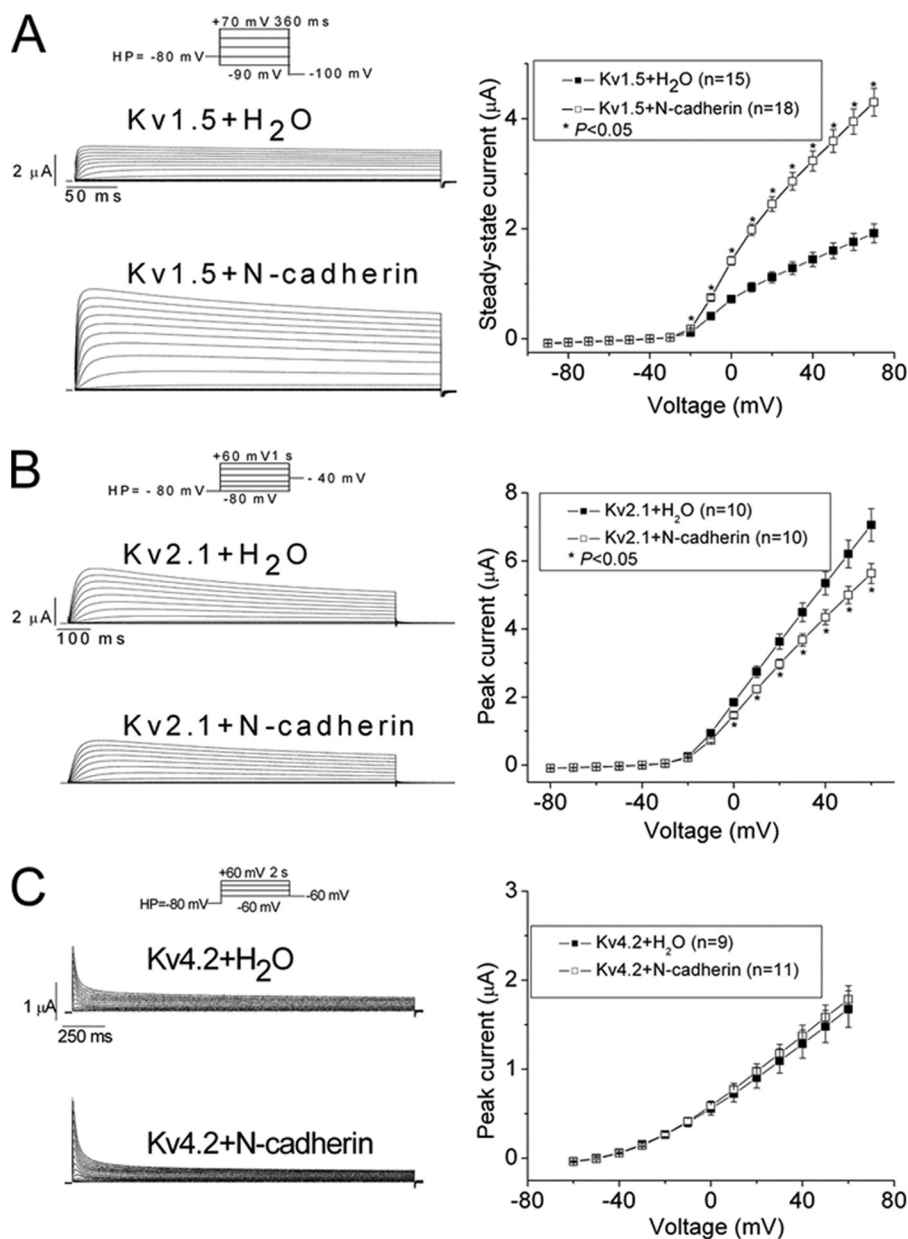 A
+70 mV 360 ms
HP= -80 mV
-90 mV
-100 mV
Kv1.5+H2O
2 µA
50 ms
Kv1.5+N-cadherin
Kv1.5+H2O (n=15)
Kv1.5+N-cadherin (n=18)
* P<0.05
* * * * * * * * * *
Steady-state current (µA)
4
2
0
-80 -40 0 40 80
Voltage (mV)
B
+60 mV1 s
HP= - 80 mV
- 40 mV
-80 mV
Kv2.1+H2O
2 µA
100 ms
Kv2.1+N-cadherin
Kv2.1+H2O (n=10)
Kv2.1+N-cadherin (n=10)
* P<0.05
* * * * * * *
Peak current (µA)
8
6
4
2
0
-80 -40 0 40 80
Voltage (mV)
C
+60 mV 2 s
HP=-80 mV
-60 mV
-60 mV
Kv4.2+H2O
1 µA
250 ms
Kv4.2+N-cadherin
Kv4.2+H2O (n=9)
Kv4.2+N-cadherin (n=11)
Peak current (µA)
3
2
1
0
-80 -40 0 40 80
Voltage (mV)